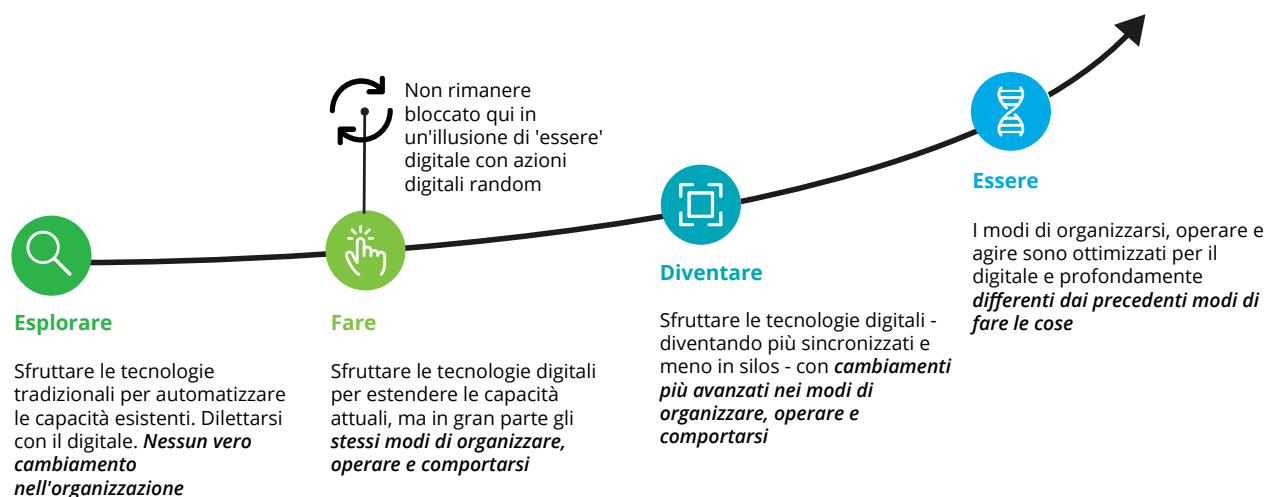 Non rimanere
bloccato qui in
un'illusione di 'essere'
digitale con azioni
digitali random
Esplorare
Sfruttare le tecnologie
tradizionali per automatizzare
le capacità esistenti. Dilettarsi
con il digitale. Nessun vero
cambiamento
nell'organizzazione
Fare
Sfruttare le tecnologie digitali
per estendere le capacità
attuali, ma in gran parte gli
stessi modi di organizzare,
operare e comportarsi
Diventare
Sfruttare le tecnologie digitali -
diventando più sincronizzati e
meno in silos - con cambiamenti
più avanzati nei modi di
organizzare, operare e
comportarsi
Essere
I modi di organizzarsi, operare e
agire sono ottimizzati per il
digitale e profondamente
differenti dai precedenti modi di
fare le cose